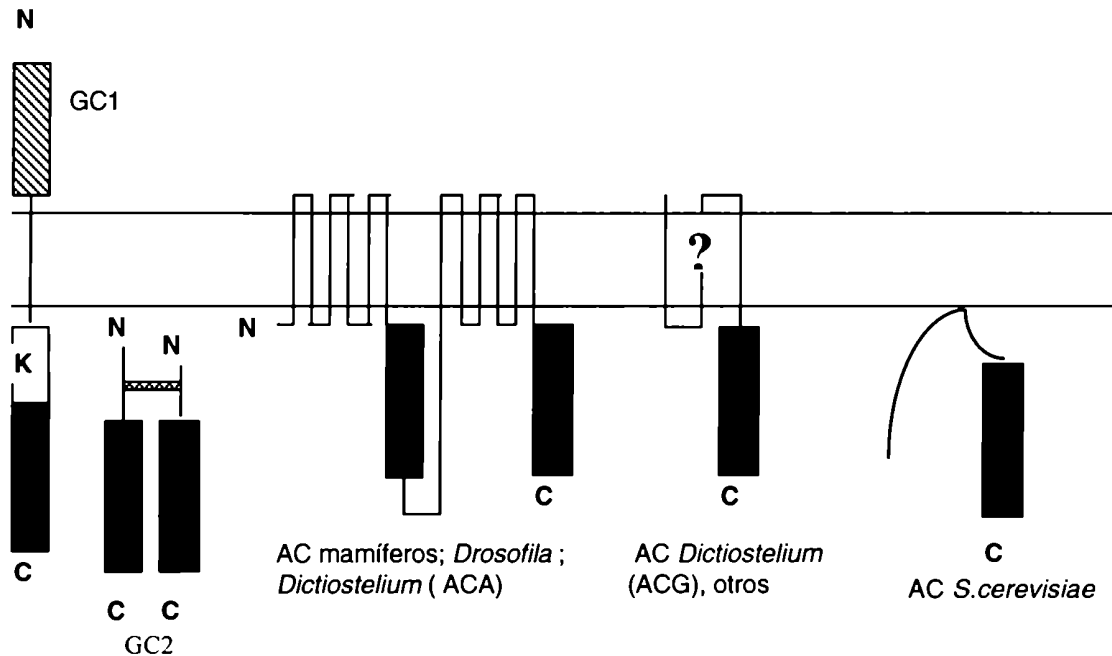 N
GC1
?
N
N
N
K
C
C
C
C
C
C
GC2
AC mamíferos; Drosofila ;
Dictiostelium ( ACA)
AC Dictiostelium
(ACG), otros
C
AC S.cerevisiae